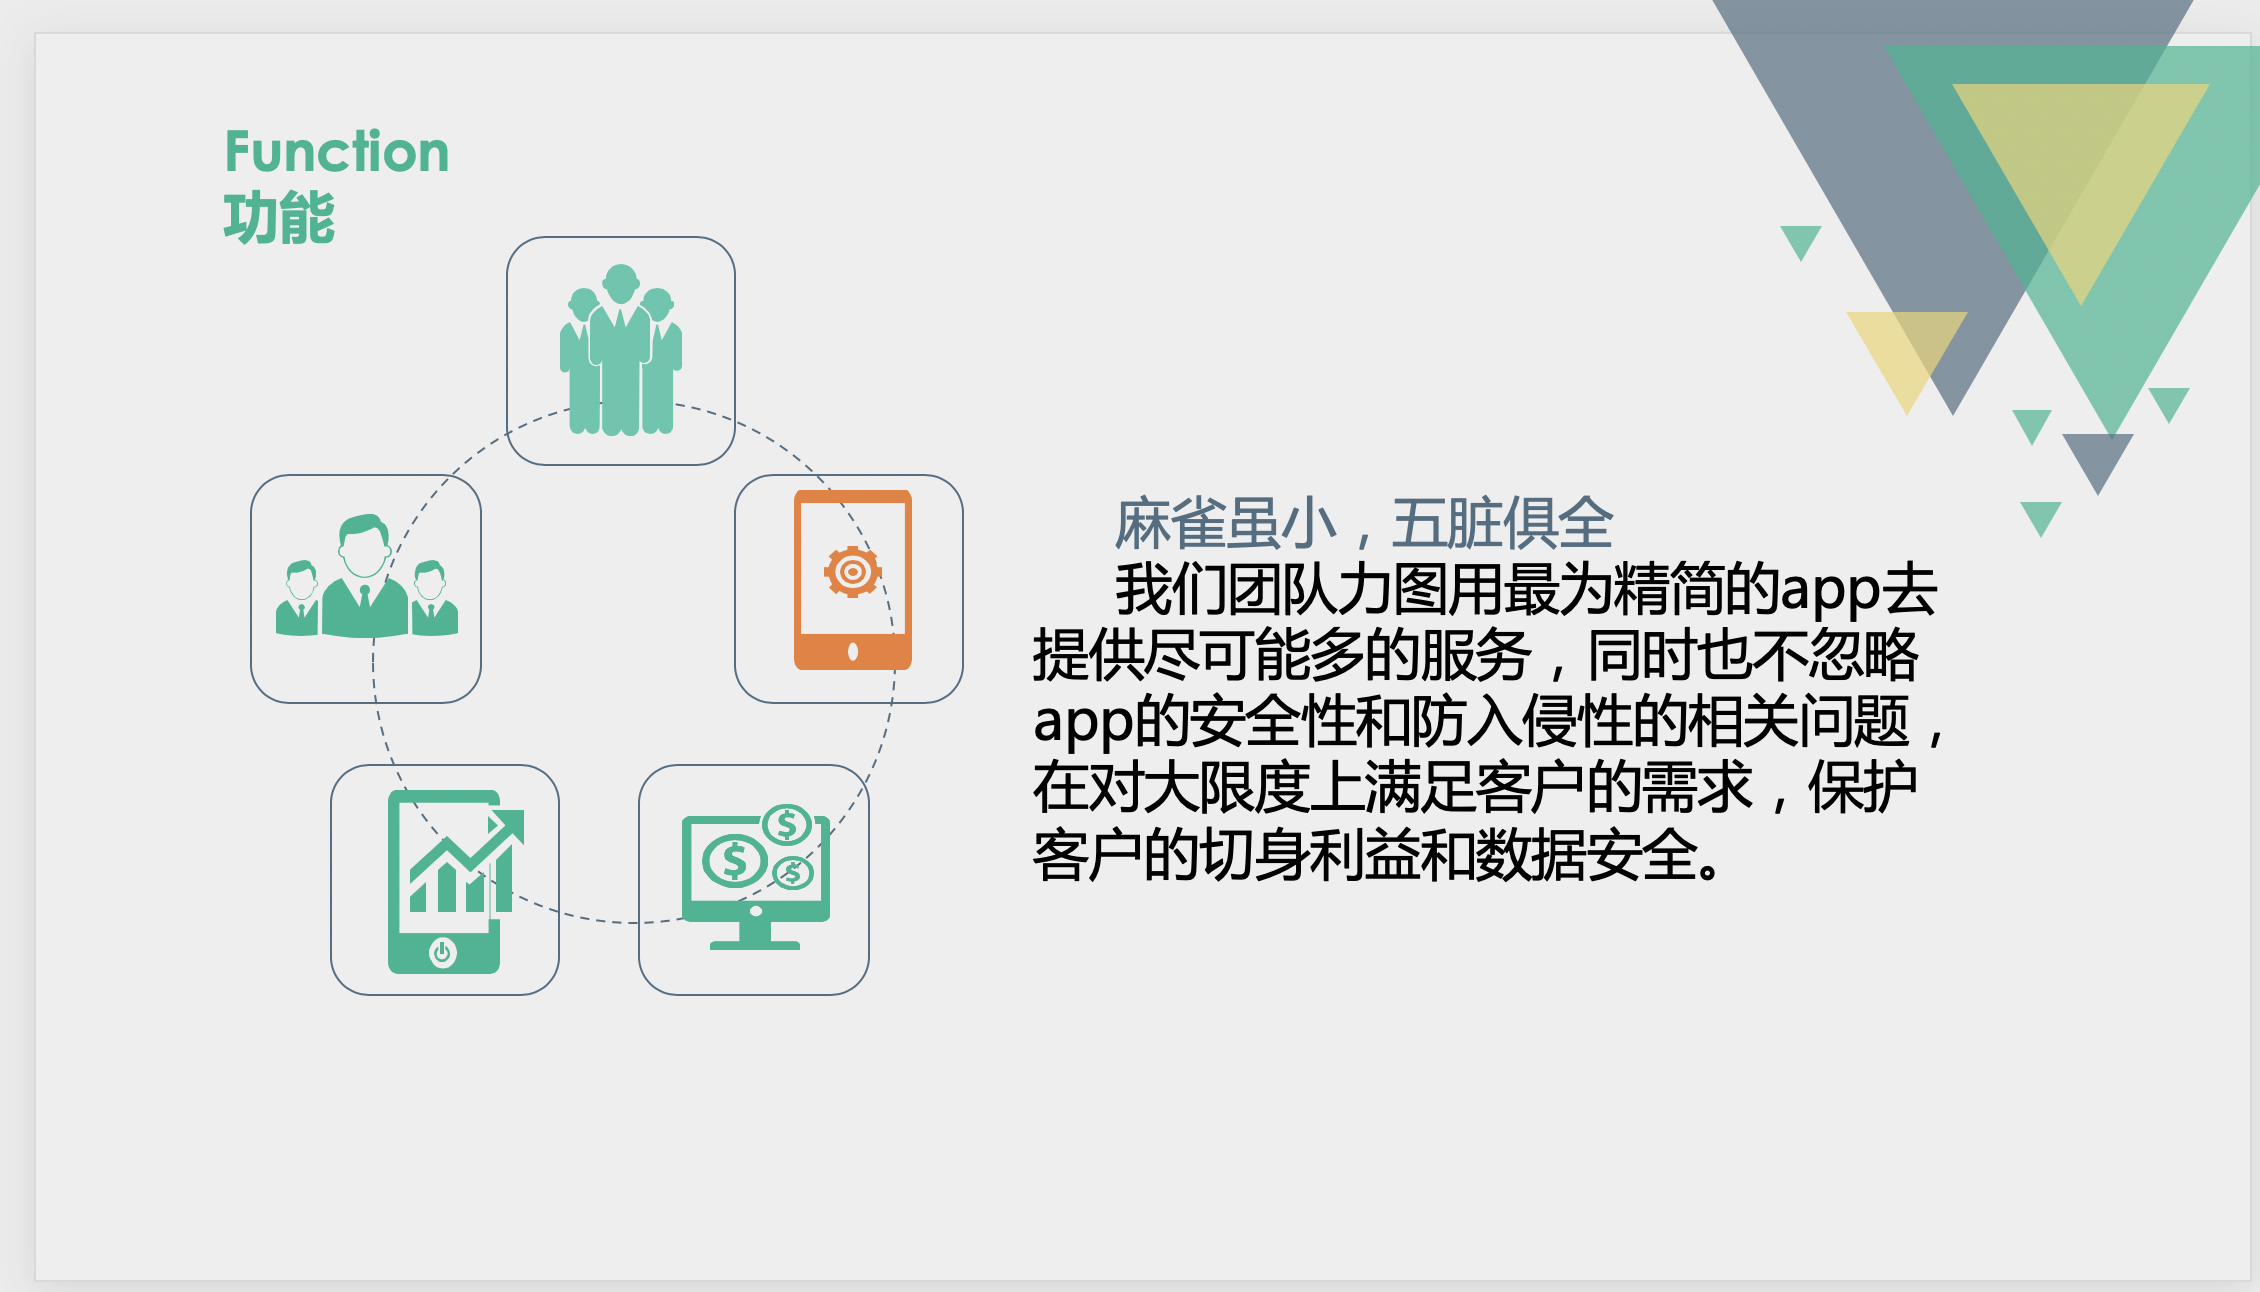 Function
功能
麻雀虽小，五脏俱全
我们团队力图用最为精简的app去
提供尽可能多的服务，同时也不忽略
app的安全性和防入侵性的相关问题，
在对大限度上满足客户的需求，保护
客户的切身利益和数据安全。
$
$
$